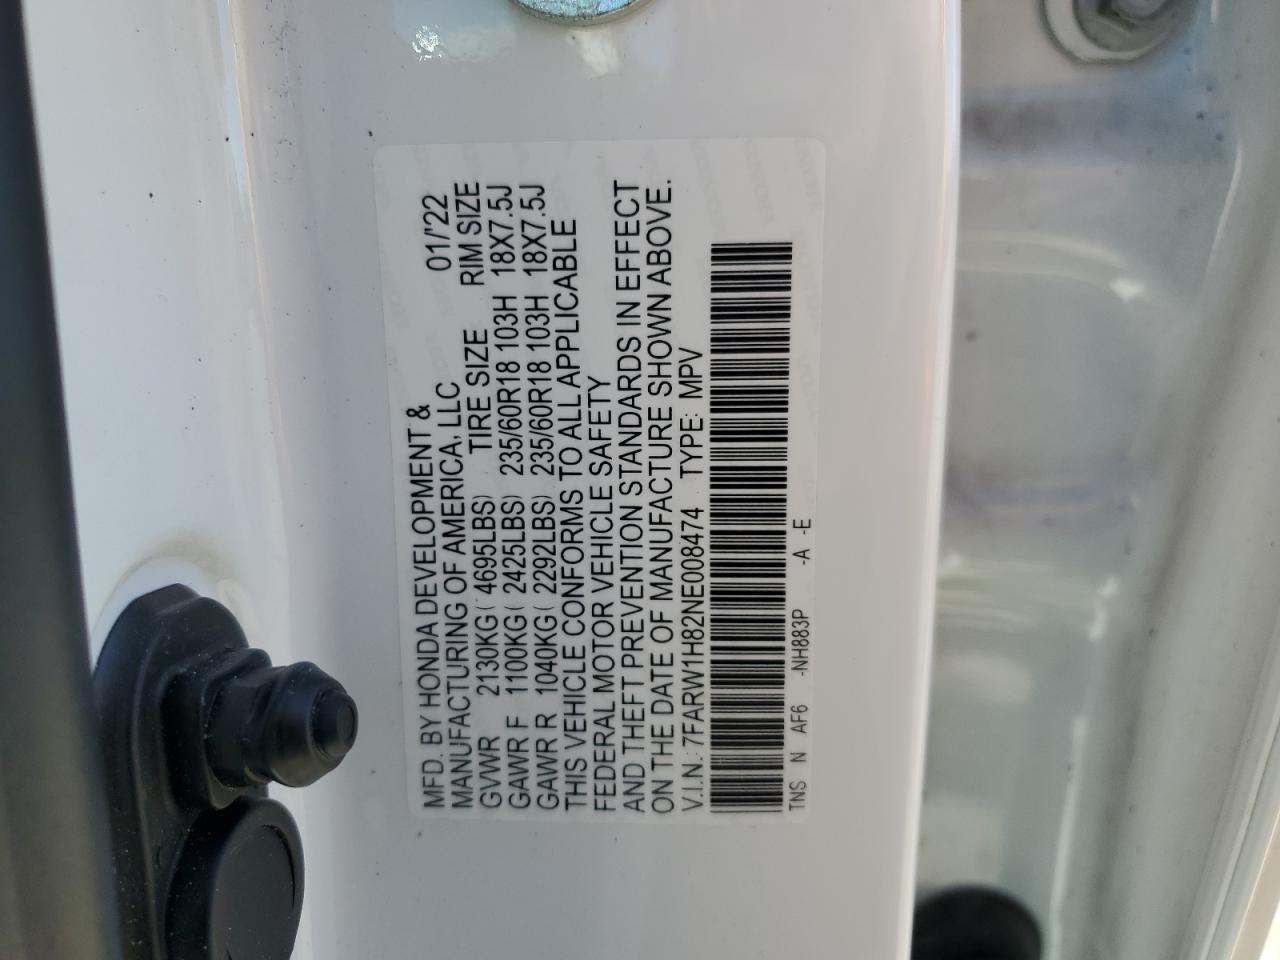 MFD. BY HONDA DEVELOPMENT &
MANUFACTURING OF AMERICA, LLC 01/'22
GVWR 2130KG( 4695LBS) TIRE SIZE RIM SIZE
GAWR F 1100KG( 2425LBS) 235/60R18 103H 18X7.5J
GAWR R 1040KG( 2292LBS) 235/60R18 103H 18X7.5J
THIS VEHICLE CONFORMS TO ALL APPLICABLE
FEDERAL MOTOR VEHICLE SAFETY
AND THEFT PREVENTION STANDARDS IN EFFECT
ON THE DATE OF MANUFACTURE SHOWN ABOVE.
V.I.N.: 7FARW1H82NE008474 TYPE: MPV
TNS N AF6 -NH883P -A -E